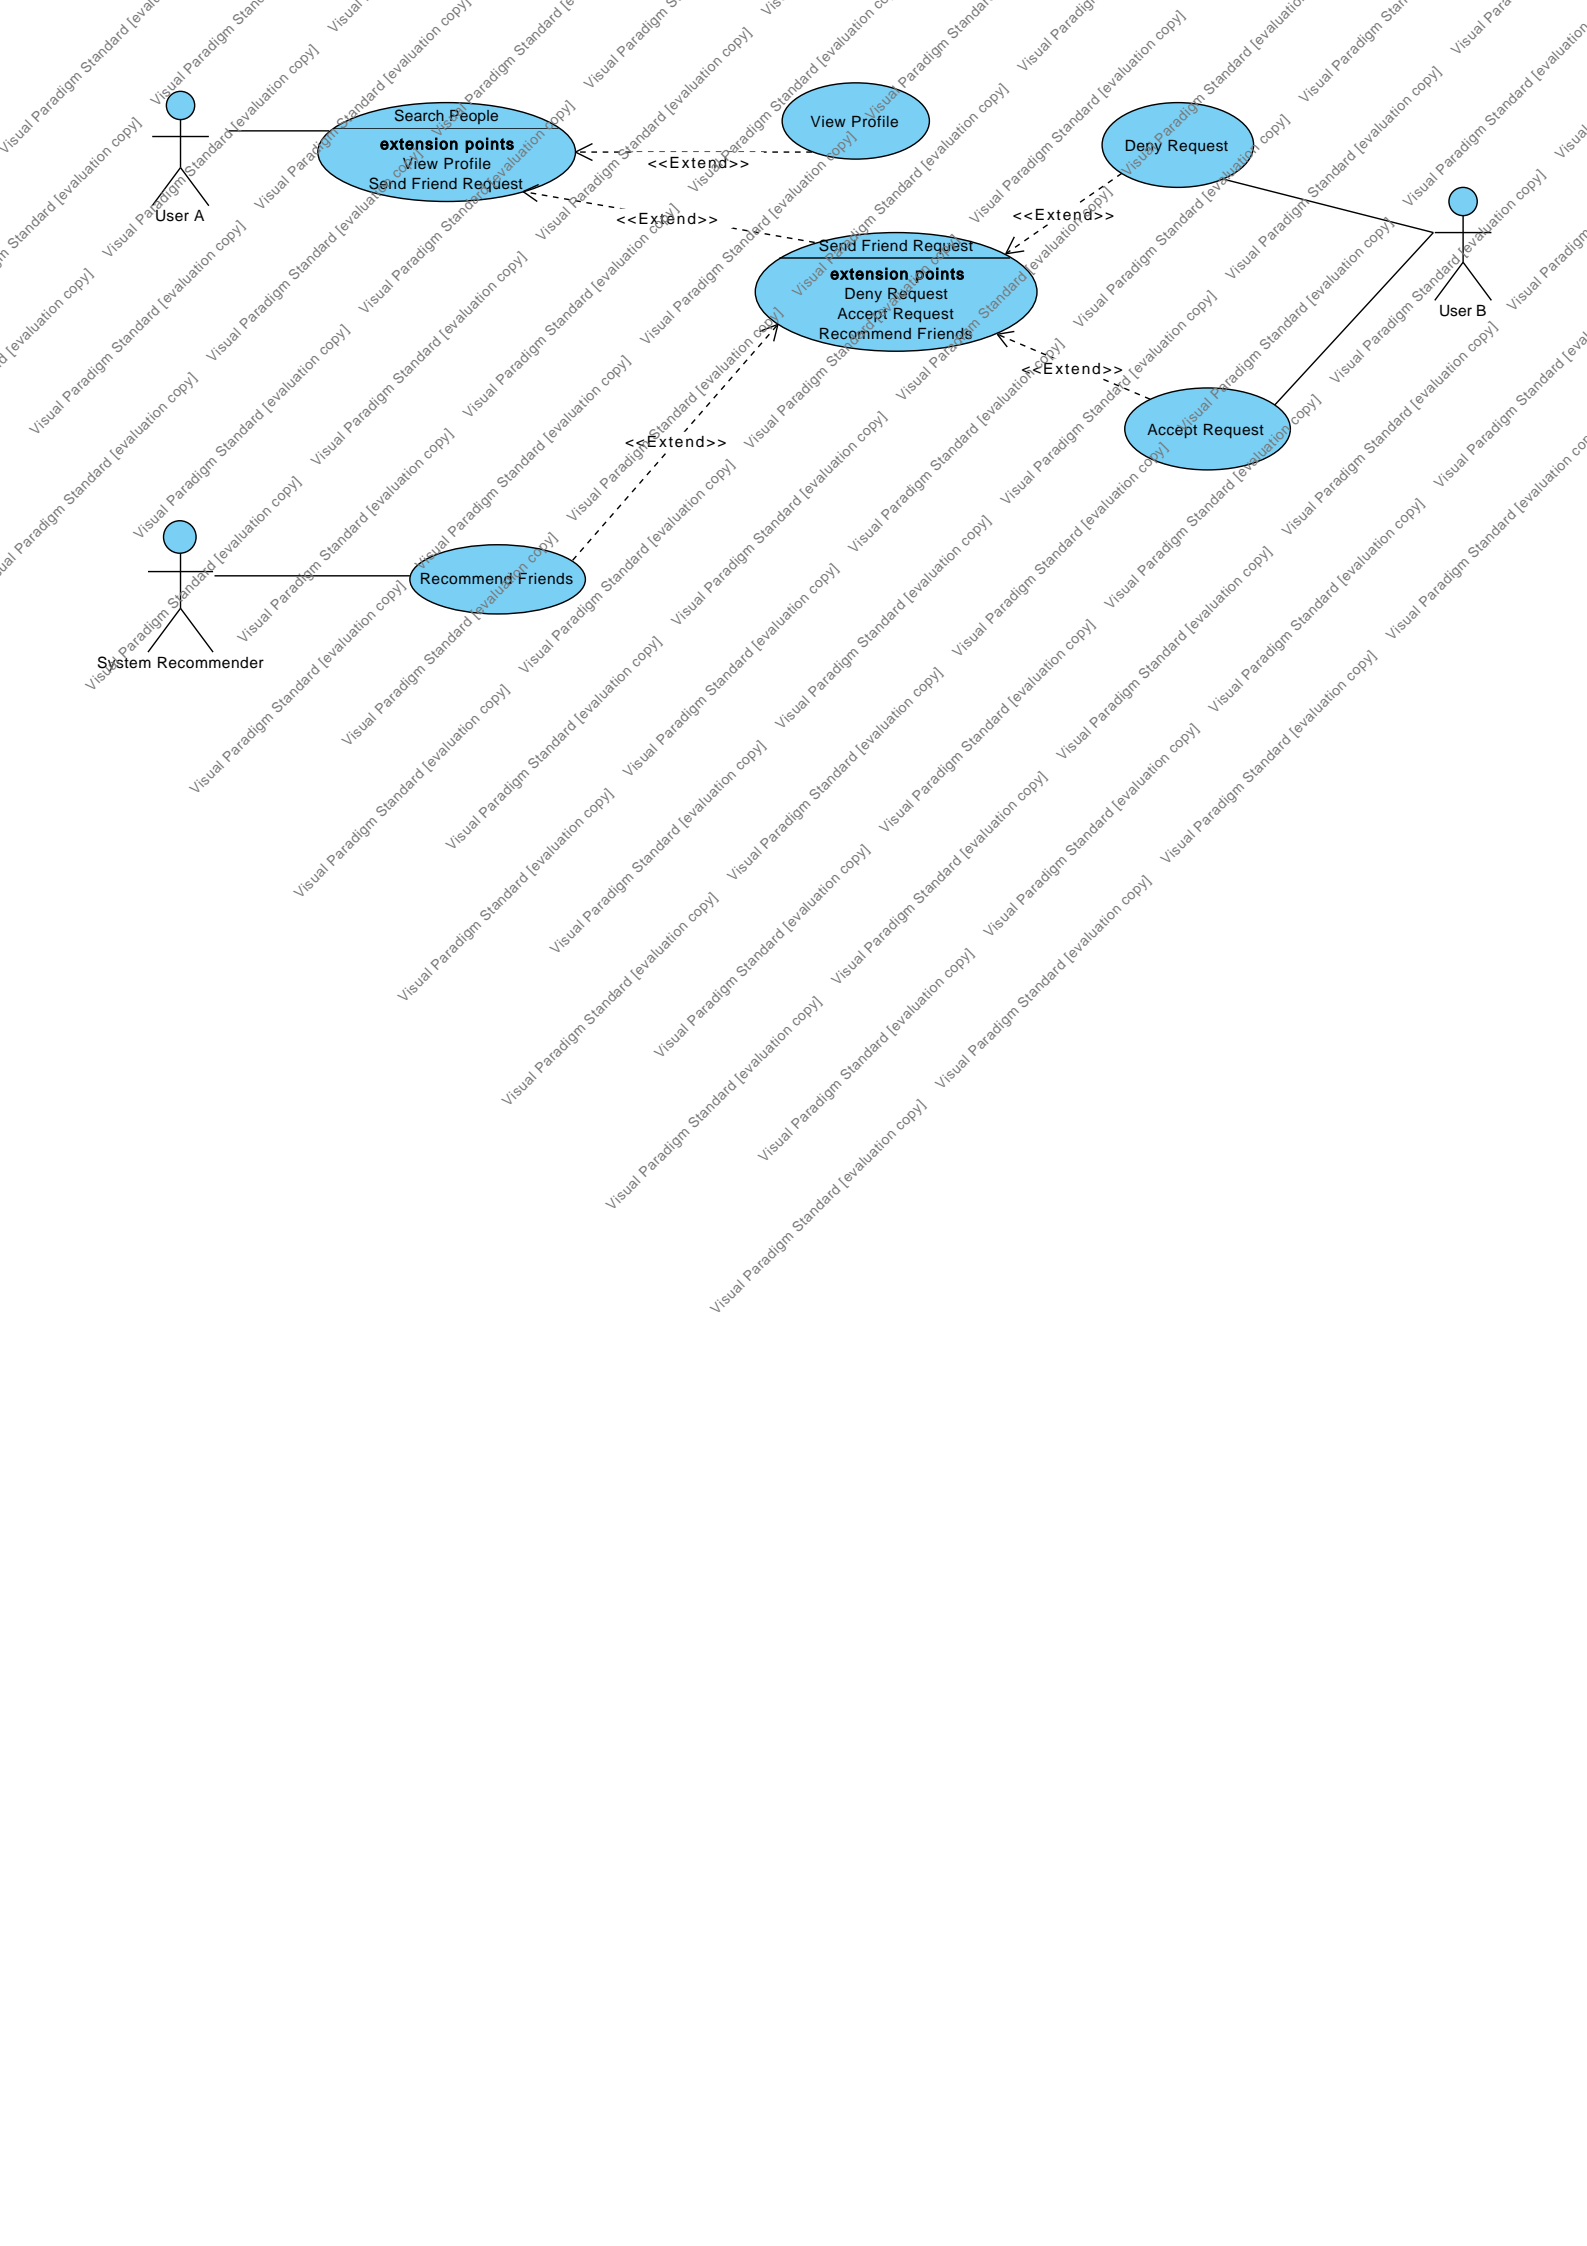 Search People
extension points
View Profile
Send Friend Request
User A
View Profile
<<Extend>>
<<Extend>>
Deny Request
<<Extend>>
User B
Send Friend Request
extension points
Deny Request
Accept Request
Recommend Friends
<<Extend>>
Accept Request
<<Extend>>
Recommend Friends
System Recommender
Visual Paradigm Standard [evaluation copy]